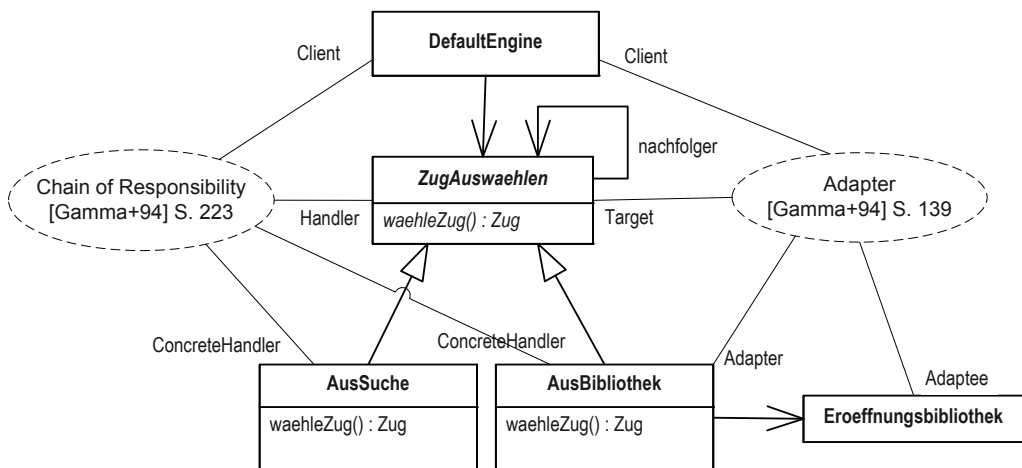 DefaultEngine
Client
Client
nachfolger
ZugAuswaehlen
waehleZug() : Zug
Chain of Responsibility
[Gamma+94] S. 223
Handler
Target
Adapter
[Gamma+94] S. 139
ConcreteHandler
ConcreteHandler
Adapter
Adaptee
AusSuche
waehleZug() : Zug
AusBibliothek
waehleZug() : Zug
Eroeffnungsbibliothek